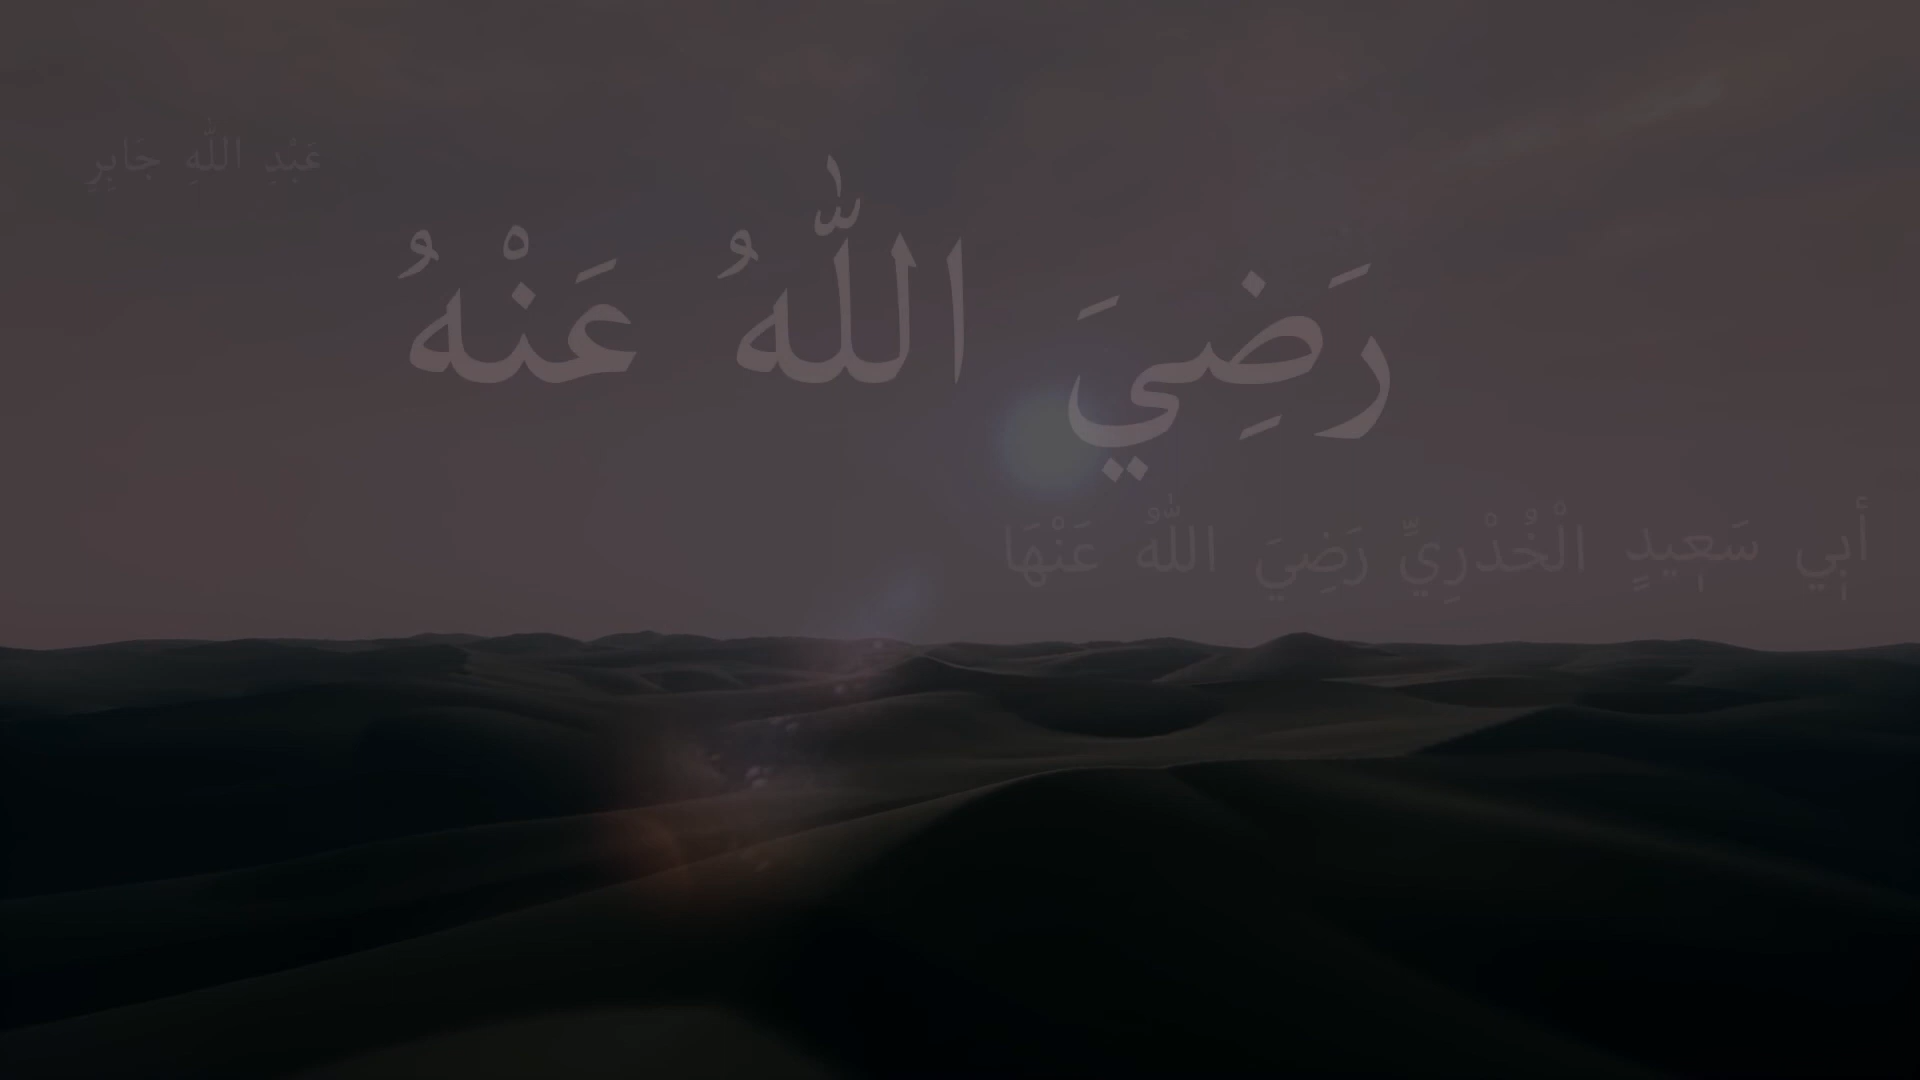 عَبْدِ اللَّهِ جَابِرٍ
رَضِيَ اللَّهُ عَنْهُ
أَبِي سَعِيدٍ الْخُدْرِيِّ رَضِيَ اللَّهُ عَنْهَا